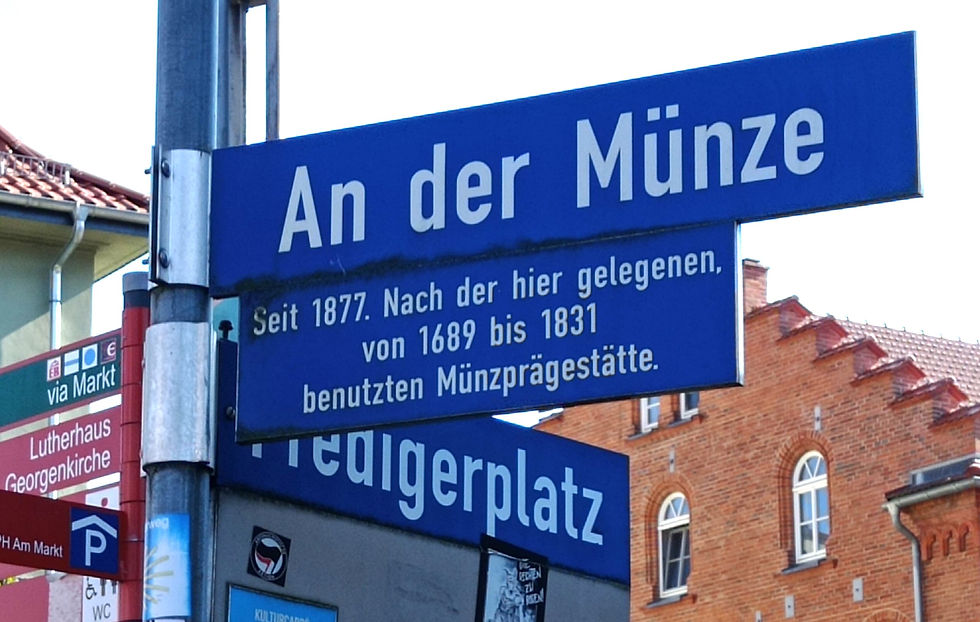 An der Münze
Seit 1877. Nach der hier gelegenen,
von 1689 bis 1831
benutzten Münzprägestätte.
Predigerplatz
via Markt
Lutherhaus
Georgenkirche
PH Am Markt
P
WC